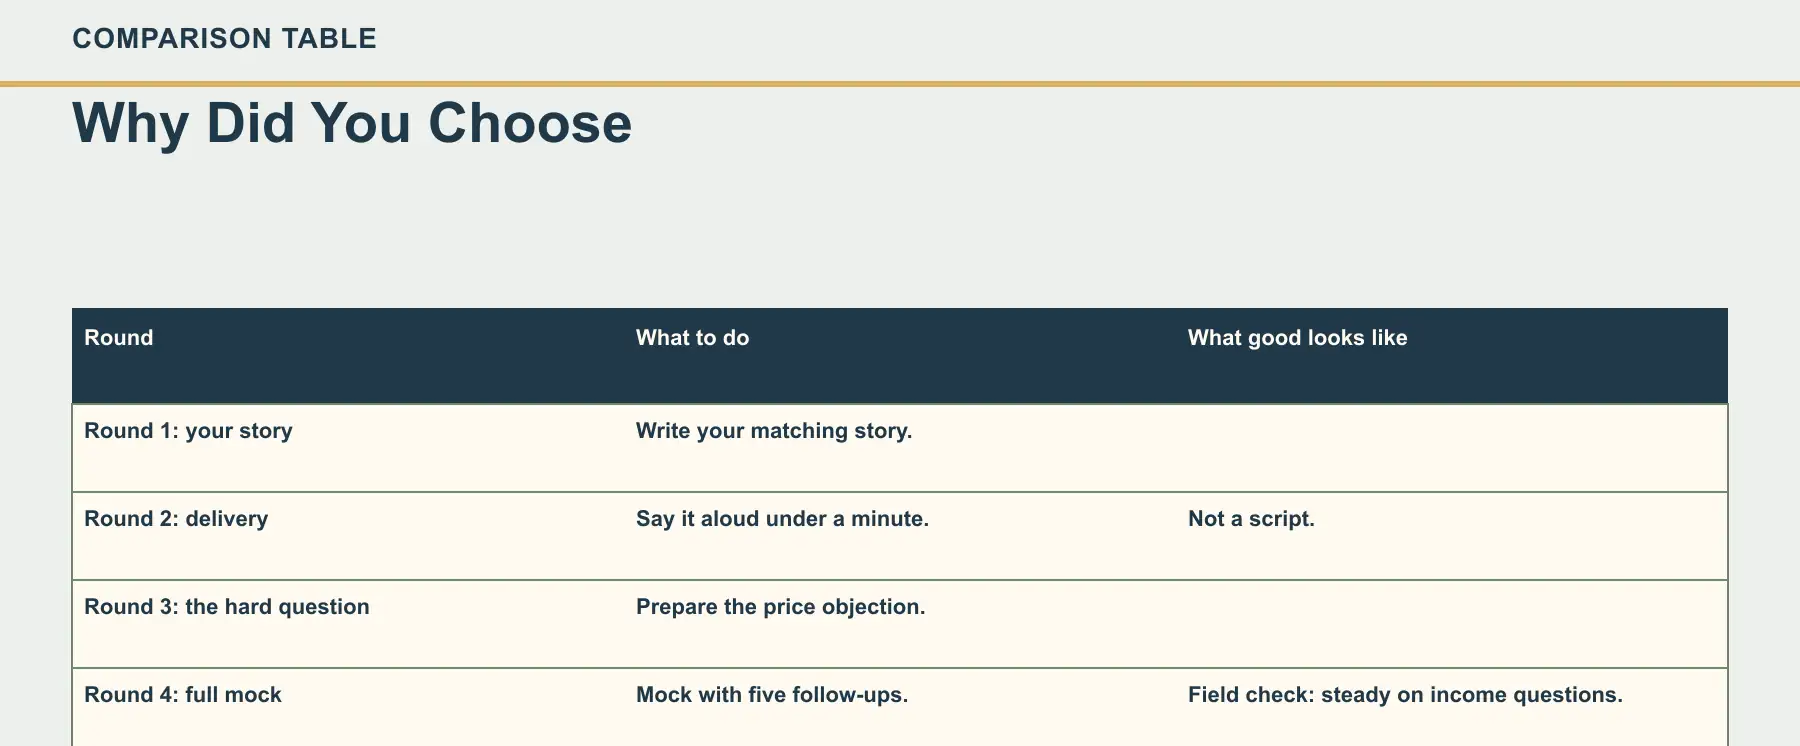 COMPARISON TABLE
Why Did You Choose
Round What to do What good looks like
Round 1: your story Write your matching story.
Round 2: delivery Say it aloud under a minute. Not a script.
Round 3: the hard question Prepare the price objection.
Round 4: full mock Mock with five follow-ups. Field check: steady on income questions.